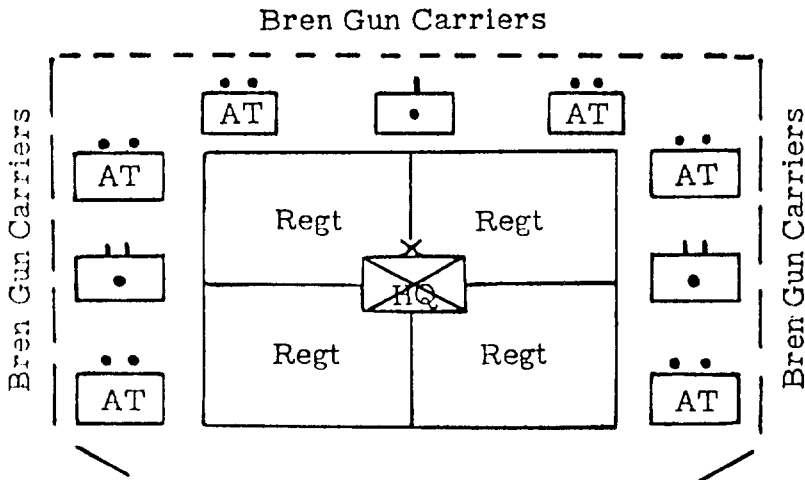 Bren Gun Carriers
AT
AT
AT
AT
Bren Gun Carriers
Regt
Regt
Bren Gun Carriers
HQ
Regt
Regt
AT
AT